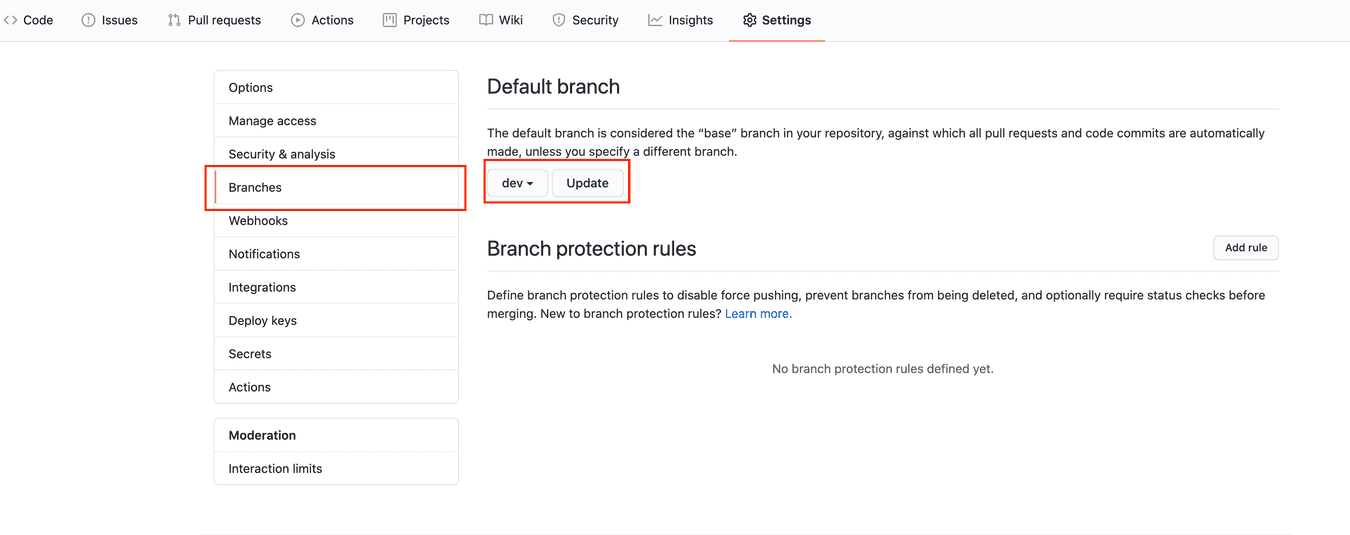 Code Issues Pull requests Actions Projects Wiki Security Insights Settings
Options
Manage access
Security & analysis
Branches
Webhooks
Notifications
Integrations
Deploy keys
Secrets
Actions
Moderation
Interaction limits
Default branch
The default branch is considered the “base” branch in your repository, against which all pull requests and code commits are automatically
made, unless you specify a different branch.
dev Update
Branch protection rules Add rule
Define branch protection rules to disable force pushing, prevent branches from being deleted, and optionally require status checks before
merging. New to branch protection rules? Learn more.
No branch protection rules defined yet.